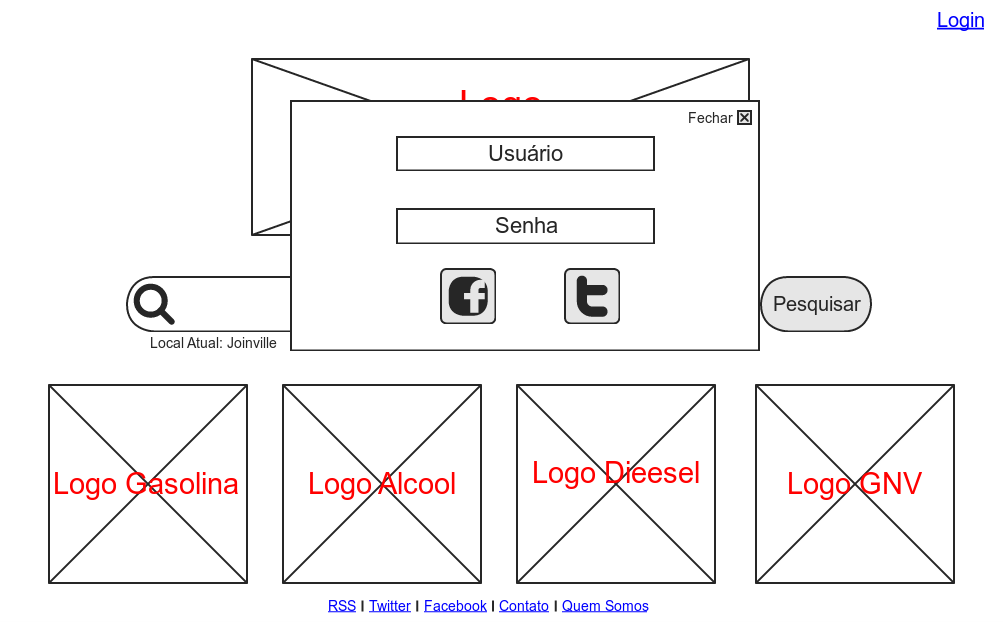 Login
Logo
Fechar
Usuário
Senha
Pesquisar
Local Atual: Joinville
Logo Gasolina
Logo Alcool
Logo Dieesel
Logo GNV
RSS I Twitter I Facebook I Contato I Quem Somos